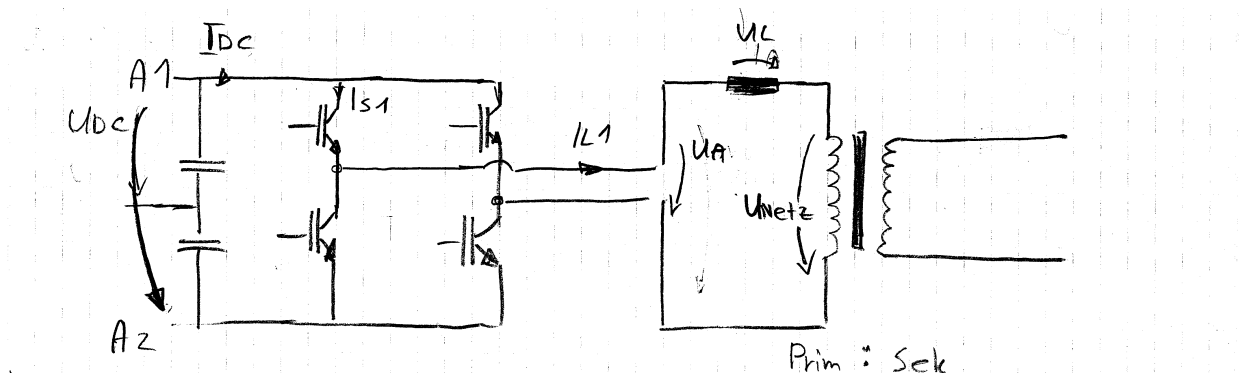 IDC
A1
UDC
IS1
IL1
UL
UA
UNetz
A2
Prim : Sek